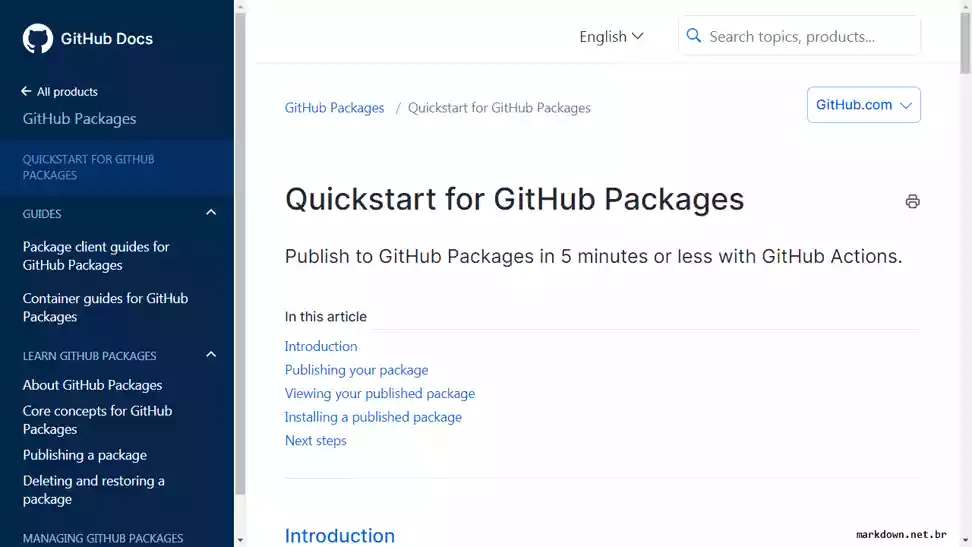 GitHub Docs
All products
GitHub Packages
QUICKSTART FOR GITHUB
PACKAGES
GUIDES
Package client guides for
GitHub Packages
Container guides for GitHub
Packages
LEARN GITHUB PACKAGES
About GitHub Packages
Core concepts for GitHub
Packages
Publishing a package
Deleting and restoring a
package
MANAGING GITHUB PACKAGES
English
Search topics, products...
GitHub Packages / Quickstart for GitHub Packages
GitHub.com
Quickstart for GitHub Packages
Publish to GitHub Packages in 5 minutes or less with GitHub Actions.
In this article
Introduction
Publishing your package
Viewing your published package
Installing a published package
Next steps
Introduction
markdown.net.br